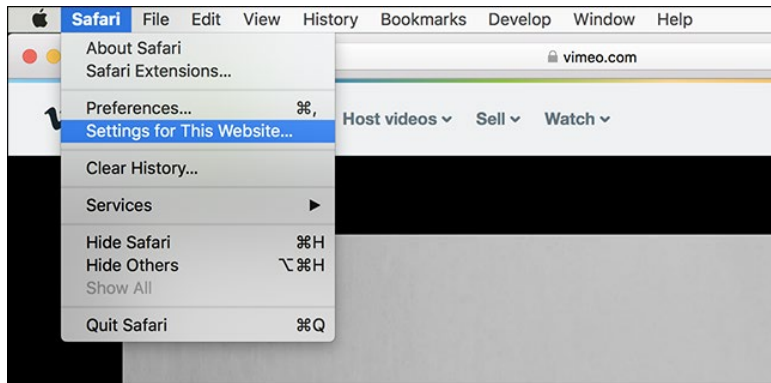 Safari File Edit View History Bookmarks Develop Window Help
vimeo.com
About Safari
Safari Extensions...
Preferences... ⌘,
Settings for This Website...
Host videos Sell Watch
Clear History...
Services
Hide Safari ⌘H
Hide Others ⌥⌘H
Show All
Quit Safari ⌘Q